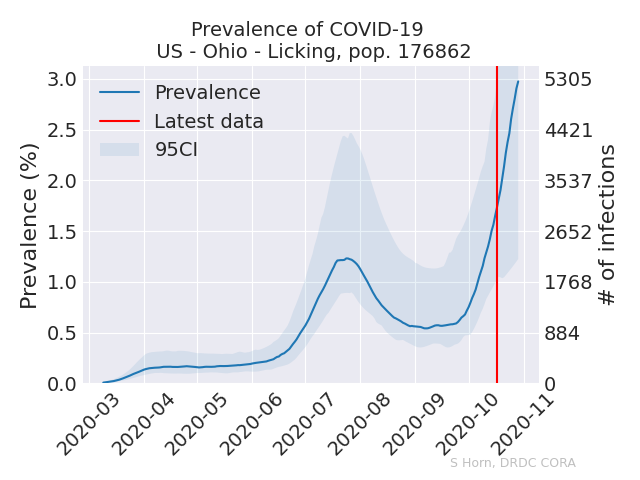 Prevalence of COVID-19
US - Ohio - Licking, pop. 176862
Prevalence
Latest data
95CI
Prevalence (%)
3.0
2.5
2.0
1.5
1.0
0.5
0.0
5305
4421
3537
2652
1768
884
0
# of infections
2020-03
2020-04
2020-05
2020-06
2020-07
2020-08
2020-09
2020-10
2020-11
S Horn, DRDC CORA